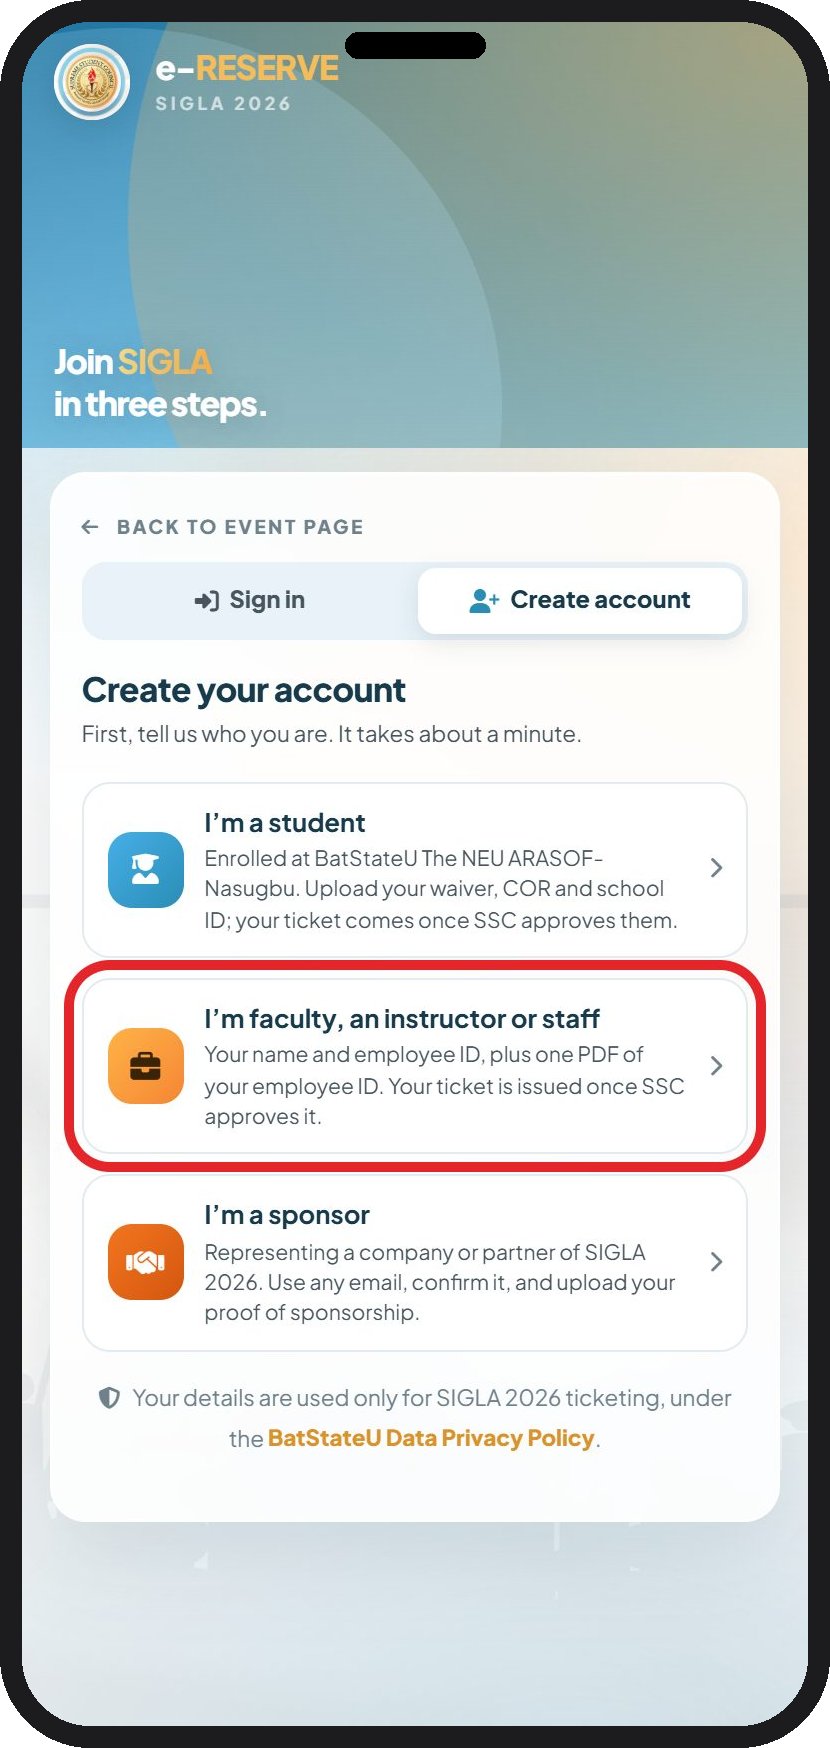 e-RESERVE
SIGLA 2026
Join SIGLA
in three steps.
BACK TO EVENT PAGE
Sign in
Create account
Create your account
First, tell us who you are. It takes about a minute.
I'm a student
Enrolled at BatStateU The NEU ARASOF-
Nasugbu. Upload your waiver, COR and school
ID; your ticket comes once SSC approves them.
I'm faculty, an instructor or staff
Your name and employee ID, plus one PDF of
your employee ID. Your ticket is issued once SSC
approves it.
I'm a sponsor
Representing a company or partner of SIGLA
2026. Use any email, confirm it, and upload your
proof of sponsorship.
Your details are used only for SIGLA 2026 ticketing, under
the BatStateU Data Privacy Policy.